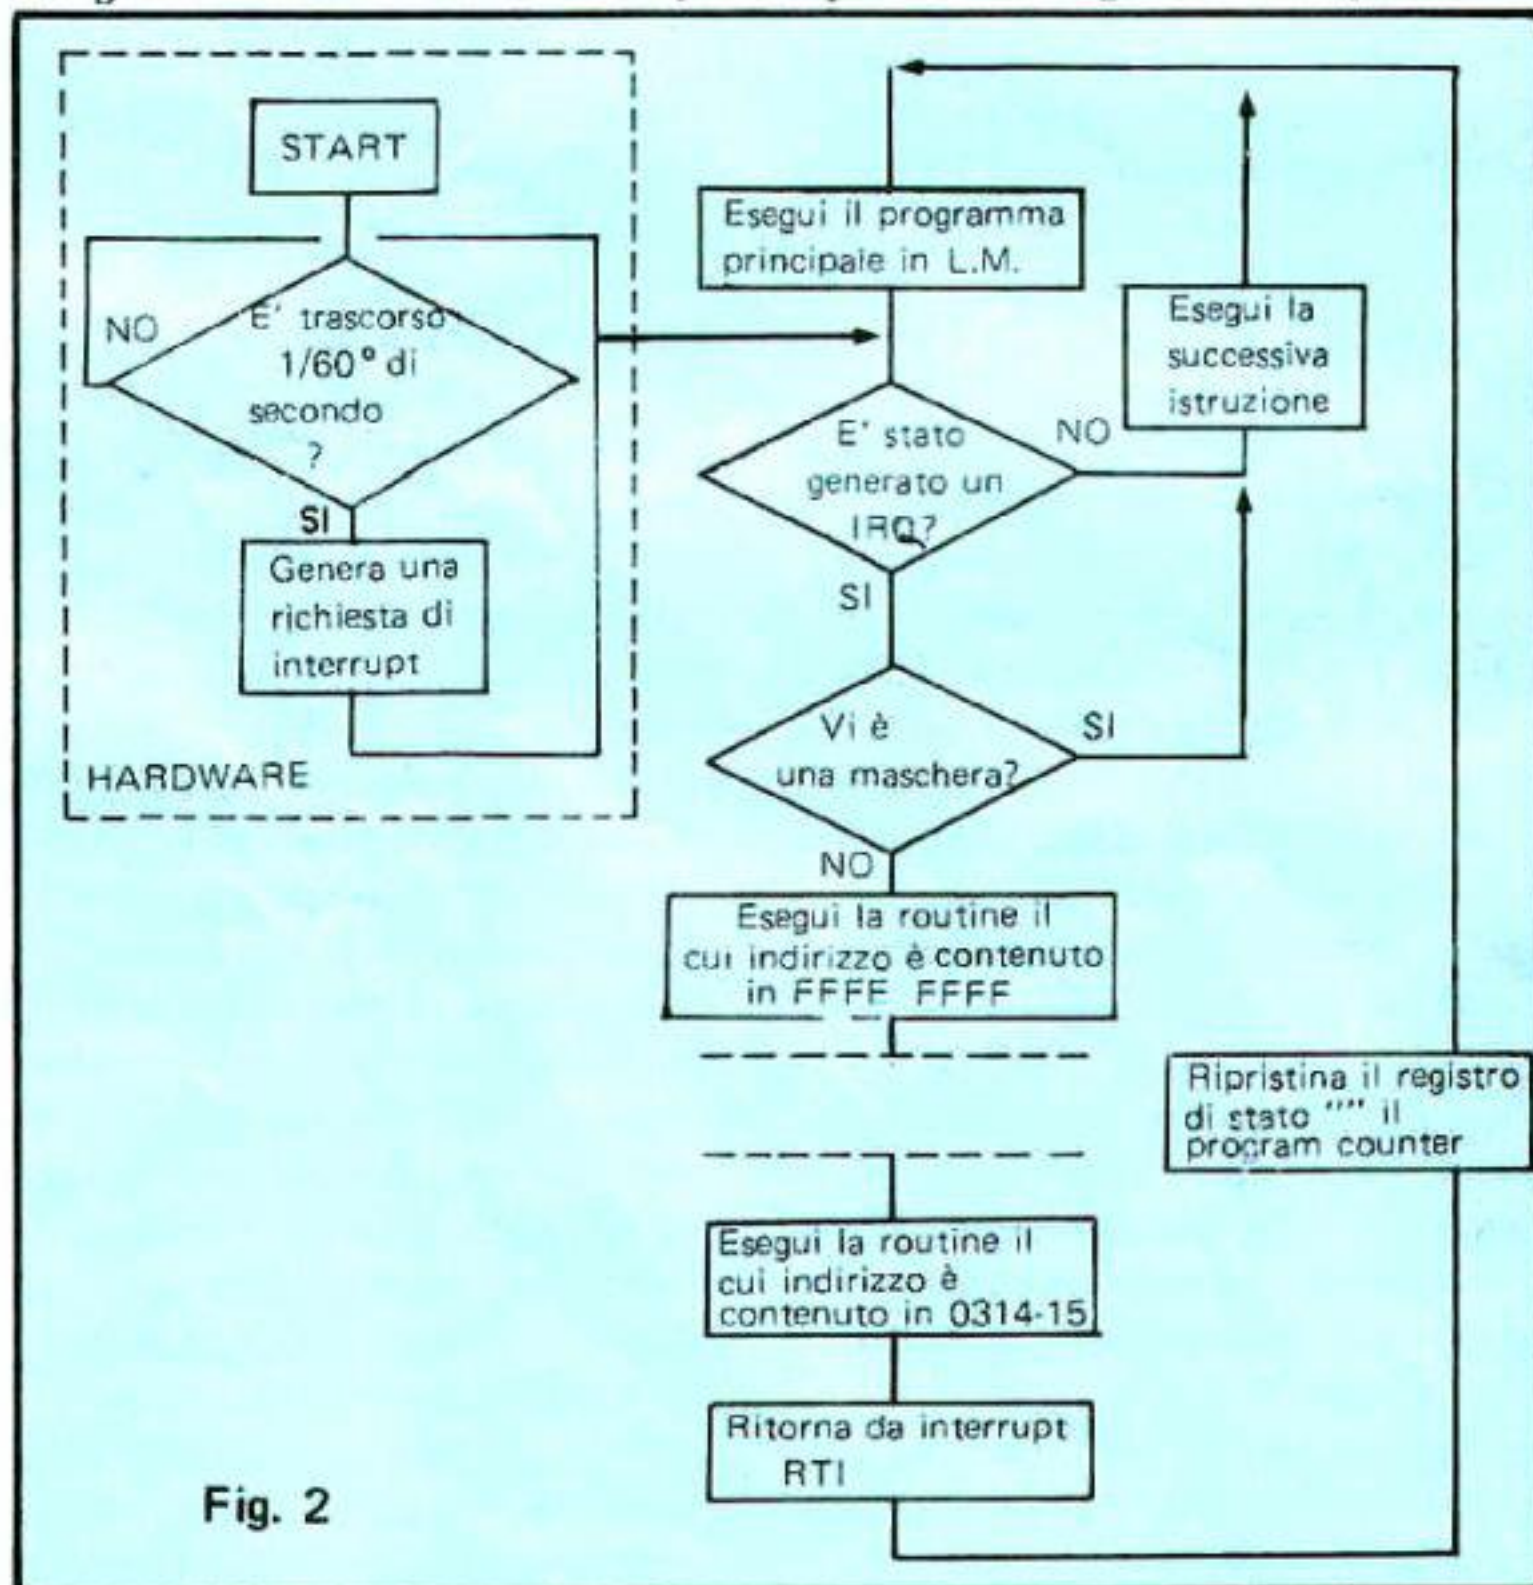 START
E' trascorso
1/60° di
secondo
?
NO
SI
Genera una
richiesta di
interrupt
HARDWARE
Esegui il programma
principale in L.M.
E' stato
generato un
IRQ?
NO
SI
Esegui la
successiva
istruzione
Vi è
una maschera?
SI
NO
Esegui la routine il
cui indirizzo è contenuto
in FFFE FFFF
Esegui la routine il
cui indirizzo è
contenuto in 0314-15
Ritorna da interrupt
RTI
Ripristina il registro
di stato "" il
program counter
Fig. 2